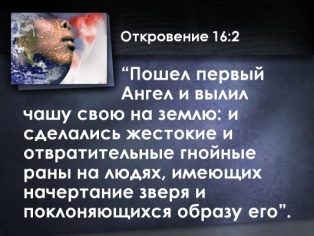 Откровение 16:2
“Пошел первый
Ангел и вылил
чашу свою на землю: и
сделались жестокие и
отвратительные гнойные
раны на людях, имеющих
начертание зверя и
поклоняющихся образу его”.